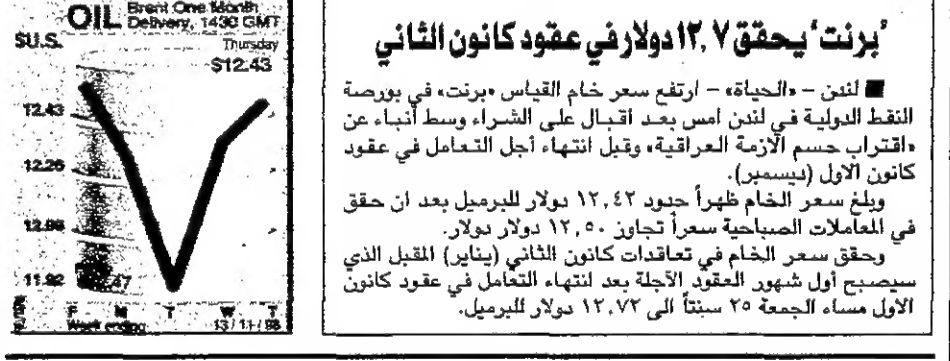 OIL Brent One Month
Delivery, 1430 GMT
$U.S.
Thursday
$12.43
12.43
12.26
11.92
F M T W T
Week ending 13/11/98
'برنت' يحقق ١٢,٧ دولار في عقود كانون الثاني
■ لندن – «الحياة» – ارتفع سعر خام القياس «برنت» في بورصة
النفط الدولية في لندن امس بعد اقبال على الشراء وسط أنباء عن
«اقتراب حسم الازمة العراقية» وقبل انتهاء أجل التعامل في عقود
كانون الاول (ديسمبر).
وبلغ سعر الخام ظهراً حدود ١٢,٤٢ دولار للبرميل بعد ان حقق
في المعاملات الصباحية سعراً تجاوز ١٢,٥٠ دولار دولار.
وحقق سعر الخام في تعاقدات كانون الثاني (يناير) المقبل الذي
سيصبح أول شهور العقود الآجلة بعد لنتهاء التعامل في عقود كانون
الاول مساء الجمعة ٢٥ سنتاً الى ١٢,٧٢ دولار للبرميل.